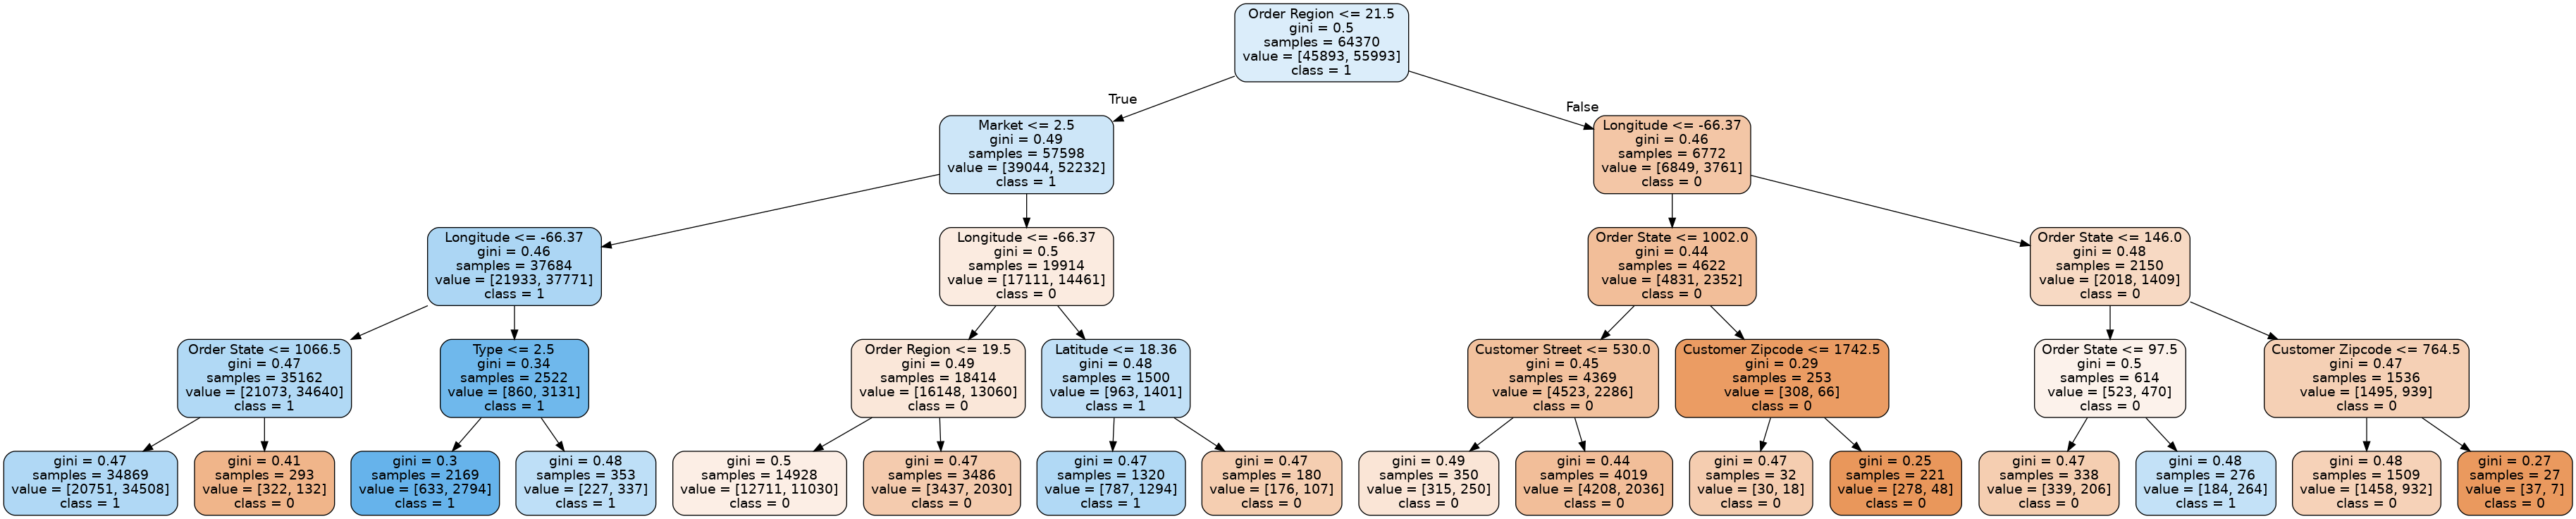 Order Region <= 21.5
gini = 0.5
samples = 64370
value = [45893, 55993]
class = 1
True
False
Market <= 2.5
gini = 0.49
samples = 57598
value = [39044, 52232]
class = 1
Longitude <= -66.37
gini = 0.46
samples = 6772
value = [6849, 3761]
class = 0
Longitude <= -66.37
gini = 0.46
samples = 37684
value = [21933, 37771]
class = 1
Longitude <= -66.37
gini = 0.5
samples = 19914
value = [17111, 14461]
class = 0
Order State <= 1002.0
gini = 0.44
samples = 4622
value = [4831, 2352]
class = 0
Order State <= 146.0
gini = 0.48
samples = 2150
value = [2018, 1409]
class = 0
Order State <= 1066.5
gini = 0.47
samples = 35162
value = [21073, 34640]
class = 1
Type <= 2.5
gini = 0.34
samples = 2522
value = [860, 3131]
class = 1
Order Region <= 19.5
gini = 0.49
samples = 18414
value = [16148, 13060]
class = 0
Latitude <= 18.36
gini = 0.48
samples = 1500
value = [963, 1401]
class = 1
Customer Street <= 530.0
gini = 0.45
samples = 4369
value = [4523, 2286]
class = 0
Customer Zipcode <= 1742.5
gini = 0.29
samples = 253
value = [308, 66]
class = 0
Order State <= 97.5
gini = 0.5
samples = 614
value = [523, 470]
class = 0
Customer Zipcode <= 764.5
gini = 0.47
samples = 1536
value = [1495, 939]
class = 0
gini = 0.47
samples = 34869
value = [20751, 34508]
class = 1
gini = 0.41
samples = 293
value = [322, 132]
class = 0
gini = 0.3
samples = 2169
value = [633, 2794]
class = 1
gini = 0.48
samples = 353
value = [227, 337]
class = 1
gini = 0.5
samples = 14928
value = [12711, 11030]
class = 0
gini = 0.47
samples = 3486
value = [3437, 2030]
class = 0
gini = 0.47
samples = 1320
value = [787, 1294]
class = 1
gini = 0.47
samples = 180
value = [176, 107]
class = 0
gini = 0.49
samples = 350
value = [315, 250]
class = 0
gini = 0.44
samples = 4019
value = [4208, 2036]
class = 0
gini = 0.47
samples = 32
value = [30, 18]
class = 0
gini = 0.25
samples = 221
value = [278, 48]
class = 0
gini = 0.47
samples = 338
value = [339, 206]
class = 0
gini = 0.48
samples = 276
value = [184, 264]
class = 1
gini = 0.48
samples = 1509
value = [1458, 932]
class = 0
gini = 0.27
samples = 27
value = [37, 7]
class = 0